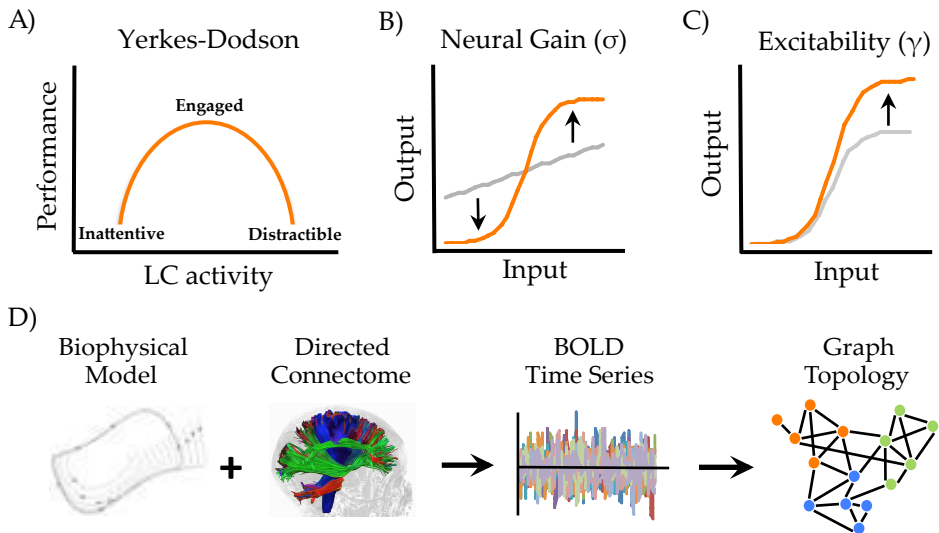 A)
Yerkes-Dodson
Performance
Engaged
Inattentive
Distractible
LC activity
B)
Neural Gain (σ)
Output
Input
C)
Excitability (γ)
Output
Input
D)
Biophysical
Model
+
Directed
Connectome
BOLD
Time Series
Graph
Topology